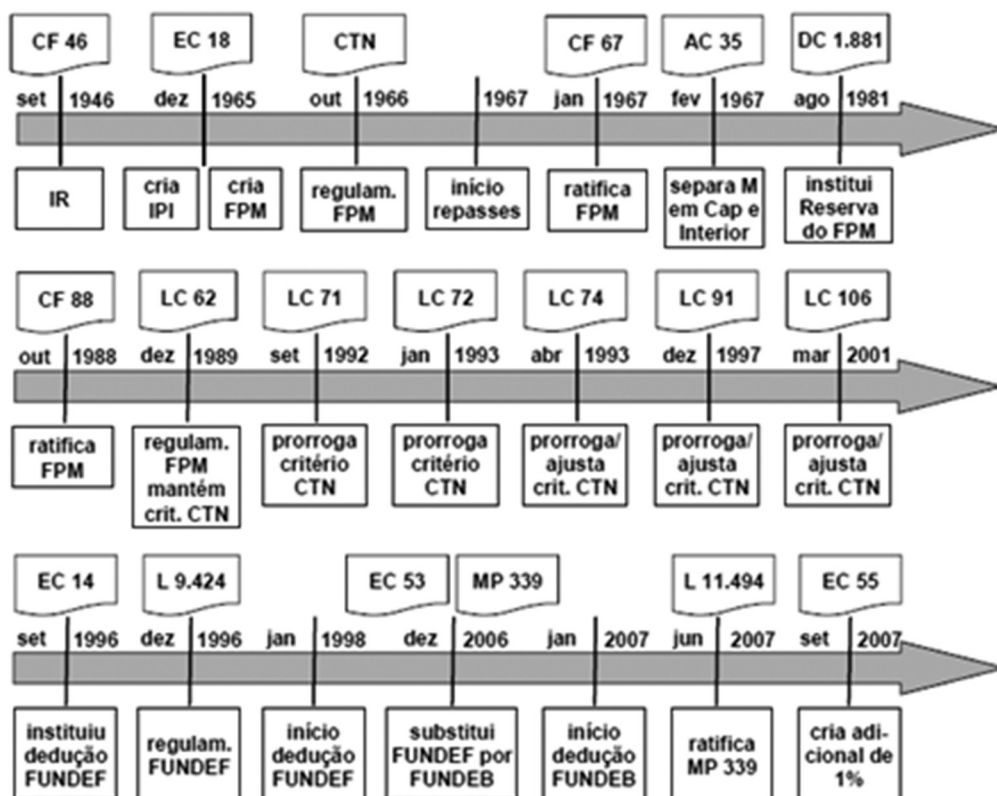 CF 46
EC 18
CTN
CF 67
AC 35
DC 1.881
set 1946
dez 1965
out 1966
1967
jan 1967
fev 1967
ago 1981
IR
cria
IPI
cria
FPM
regulam.
FPM
início
repasses
ratifica
FPM
separa M
em Cap e
Interior
institui
Reserva
do FPM
CF 88
LC 62
LC 71
LC 72
LC 74
LC 91
LC 106
out 1988
dez 1989
set 1992
jan 1993
abr 1993
dez 1997
mar 2001
ratifica
FPM
regulam.
FPM
mantém
crit. CTN
prorroga
critério
CTN
prorroga
critério
CTN
prorroga/
ajusta
crit. CTN
prorroga/
ajusta
crit. CTN
prorroga/
ajusta
crit. CTN
EC 14
L 9.424
EC 53
MP 339
L 11.494
EC 55
set 1996
dez 1996
jan 1998
dez 2006
jan 2007
jun 2007
set 2007
instituiu
dedução
FUNDEF
regulam.
FUNDEF
início
dedução
FUNDEF
substitui
FUNDEF por
FUNDEB
início
dedução
FUNDEB
ratifica
MP 339
cria adi-
cional de
1%